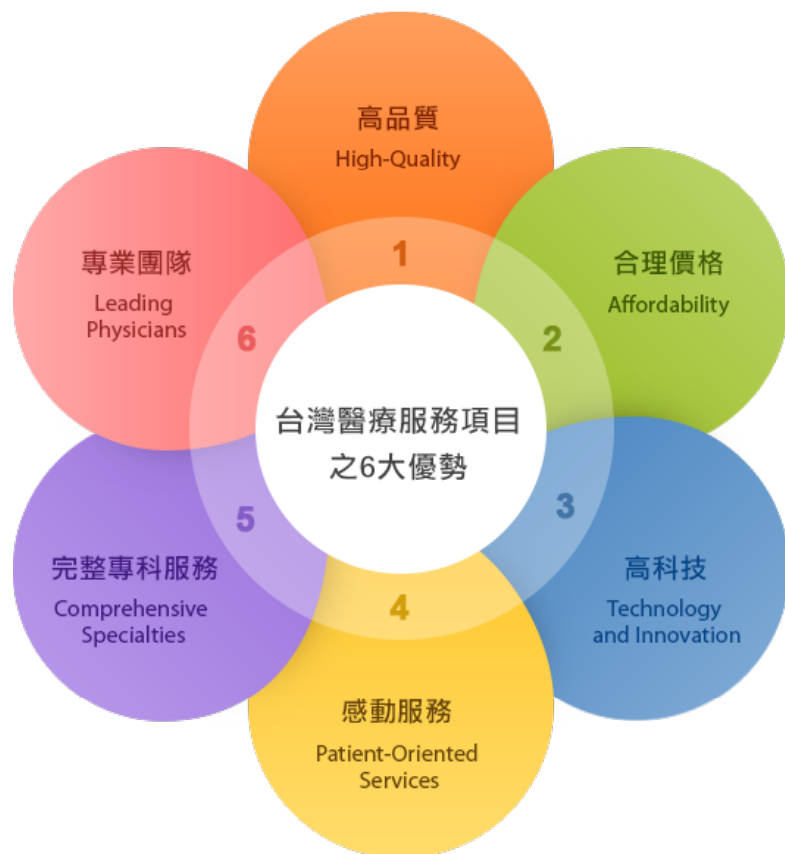 台灣醫療服務項目
之6大優勢
1
高品質
High-Quality
2
合理價格
Affordability
3
高科技
Technology
and Innovation
4
感動服務
Patient-Oriented
Services
5
完整專科服務
Comprehensive
Specialties
6
專業團隊
Leading
Physicians